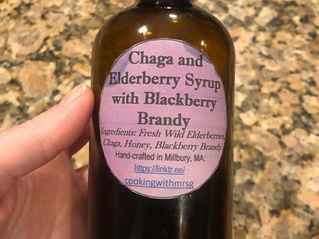 Chaga and
Elderberry Syrup
with Blackberry
Brandy
Ingredients: Fresh Wild Elderberries,
Chaga, Honey, Blackberry Brandy
Hand-crafted in Millbury, MA:
https://linktr.ee/
cookingwithmrsg